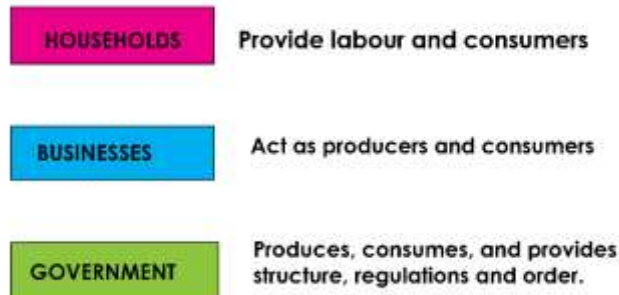 HOUSEHOLDS Provide labour and consumers
BUSINESSES Act as producers and consumers
GOVERNMENT Produces, consumes, and provides
structure, regulations and order.